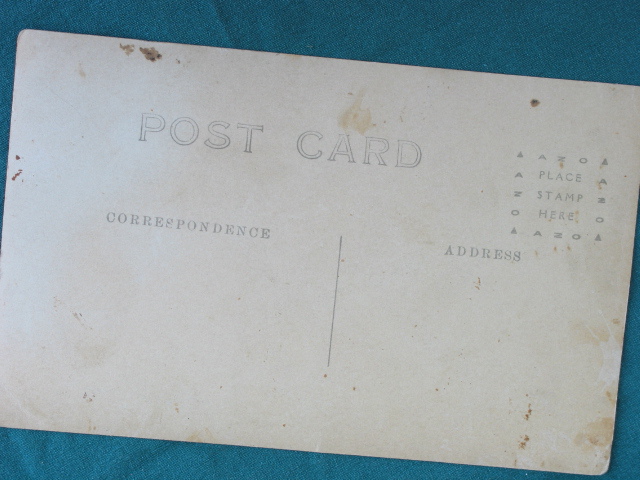 POST CARD
▲ AZO ▲
A PLACE A
N STAMP N
O HERE O
▲ AZO ▲
CORRESPONDENCE
ADDRESS